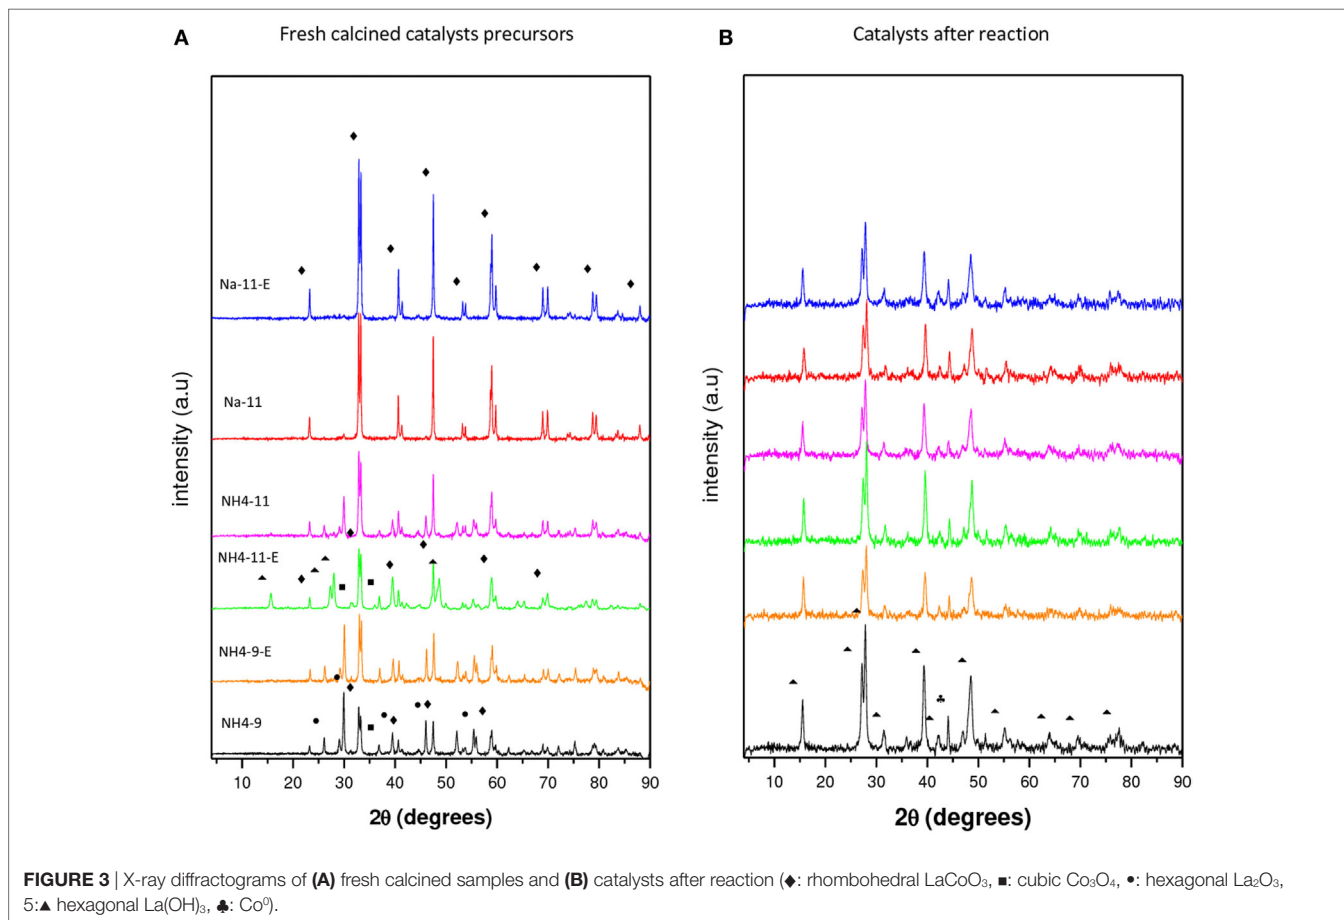 A Fresh calcined catalysts precursors
Na-11-E
Na-11
NH4-11
NH4-11-E
NH4-9-E
NH4-9
intensity (a.u)
10 20 30 40 50 60 70 80 90
2θ (degrees)
B Catalysts after reaction
intensity (a.u)
10 20 30 40 50 60 70 80 90
2θ (degrees)
FIGURE 3 | X-ray diffractograms of (A) fresh calcined samples and (B) catalysts after reaction (♦: rhombohedral LaCoO₃, ■: cubic Co₃O₄, •: hexagonal La₂O₃,
5:▲ hexagonal La(OH)₃, ♣: Co⁰).